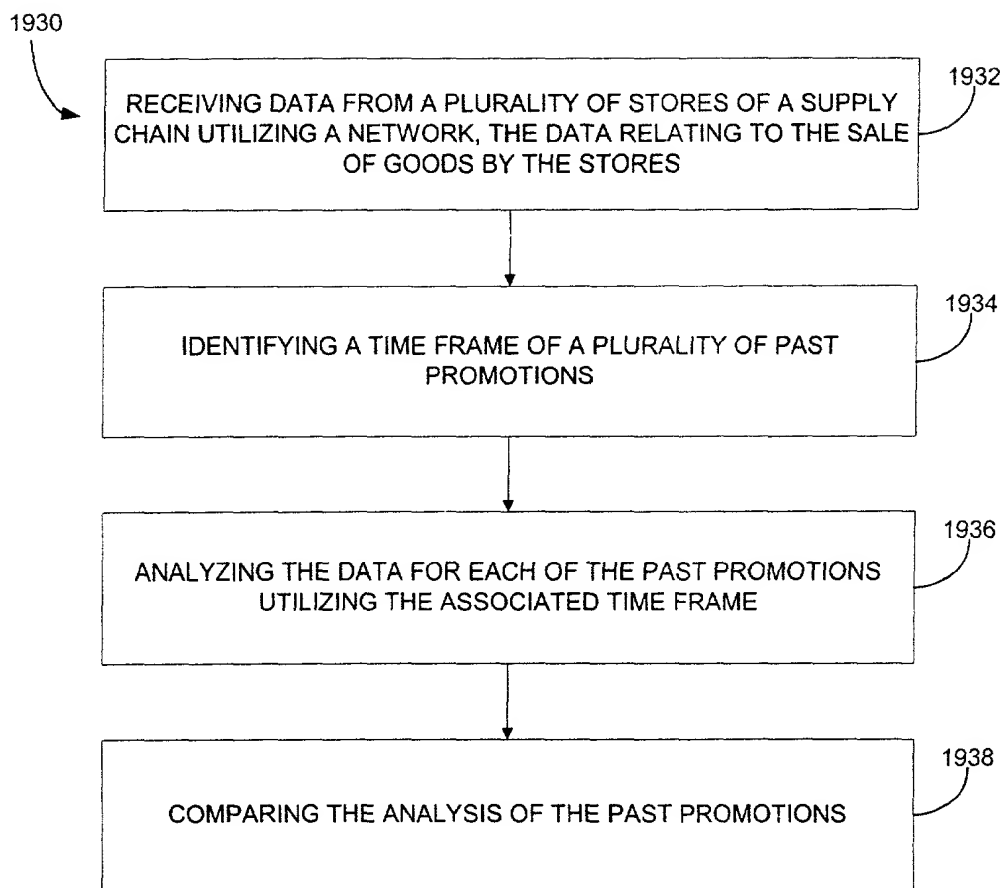 1930
1932
RECEIVING DATA FROM A PLURALITY OF STORES OF A SUPPLY
CHAIN UTILIZING A NETWORK, THE DATA RELATING TO THE SALE
OF GOODS BY THE STORES
1934
IDENTIFYING A TIME FRAME OF A PLURALITY OF PAST
PROMOTIONS
1936
ANALYZING THE DATA FOR EACH OF THE PAST PROMOTIONS
UTILIZING THE ASSOCIATED TIME FRAME
1938
COMPARING THE ANALYSIS OF THE PAST PROMOTIONS